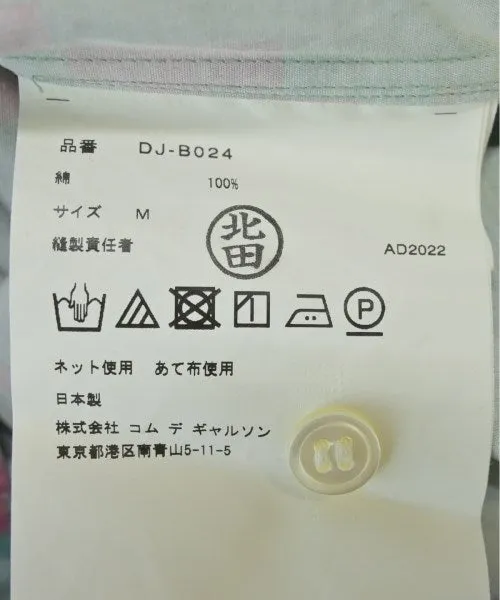 品番 DJ-B024
綿 100%
サイズ M
北田
縫製責任者 AD2022
P
ネット使用 あて布使用
日本製
株式会社 コム デ ギャルソン
東京都港区南青山5-11-5